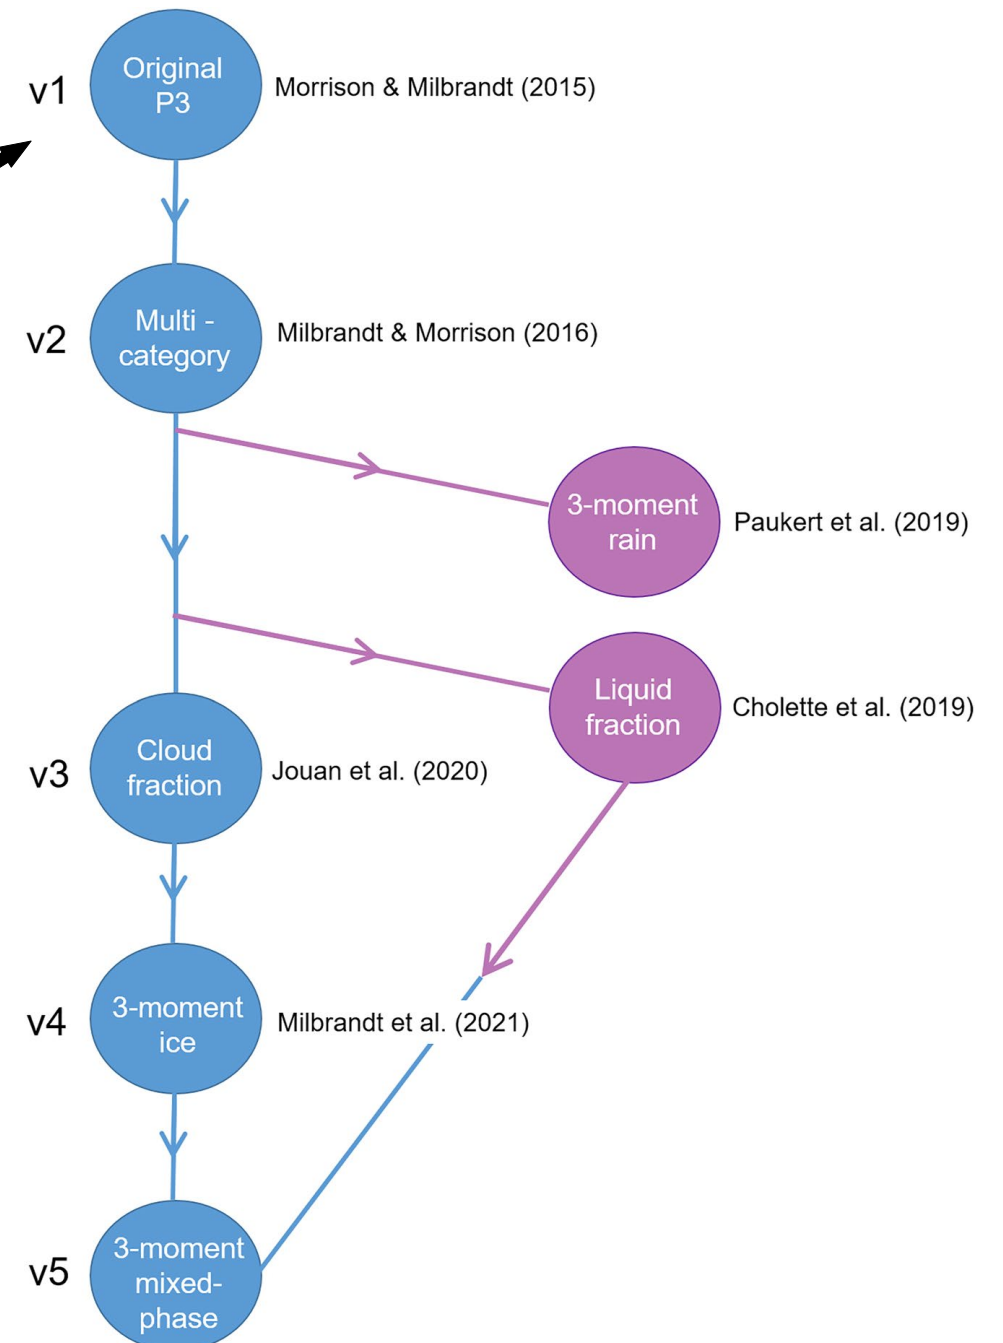 v1
Original
P3
Morrison & Milbrandt (2015)
v2
Multi -
category
Milbrandt & Morrison (2016)
3-moment
rain
Paukert et al. (2019)
Liquid
fraction
Cholette et al. (2019)
v3
Cloud
fraction
Jouan et al. (2020)
v4
3-moment
ice
Milbrandt et al. (2021)
v5
3-moment
mixed-
phase